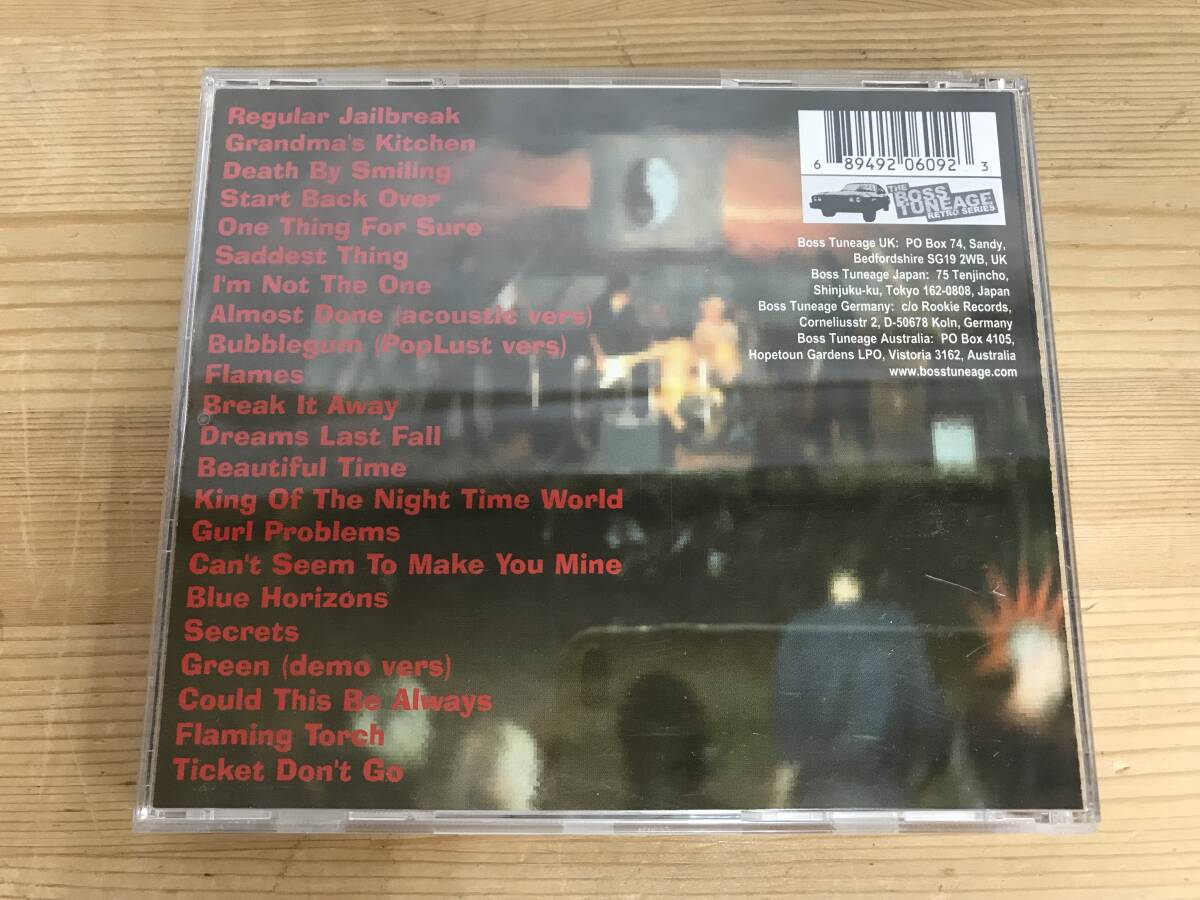 Regular Jailbreak
Grandma's Kitchen
Death By Smiling
Start Back Over
One Thing For Sure
Saddest Thing
I'm Not The One
Almost Done (acoustic vers)
Bubblegum (PopLust vers)
Flames
Break It Away
Dreams Last Fall
Beautiful Time
King Of The Night Time World
Gurl Problems
Can't Seem To Make You Mine
Blue Horizons
Secrets
Green (demo vers)
Could This Be Always
Flaming Torch
Ticket Don't Go
6 89492 06092 3
THE
BOSS
TUNEAGE
RETRO SERIES
Boss Tuneage UK: PO Box 74, Sandy,
Bedfordshire SG19 2WB, UK
Boss Tuneage Japan: 75 Tenjincho,
Shinjuku-ku, Tokyo 162-0808, Japan
Boss Tuneage Germany: c/o Rookie Records,
Corneliusstr 2, D-50678 Koln, Germany
Boss Tuneage Australia: PO Box 4105,
Hopetoun Gardens LPO, Vistoria 3162, Australia
www.bosstuneage.com